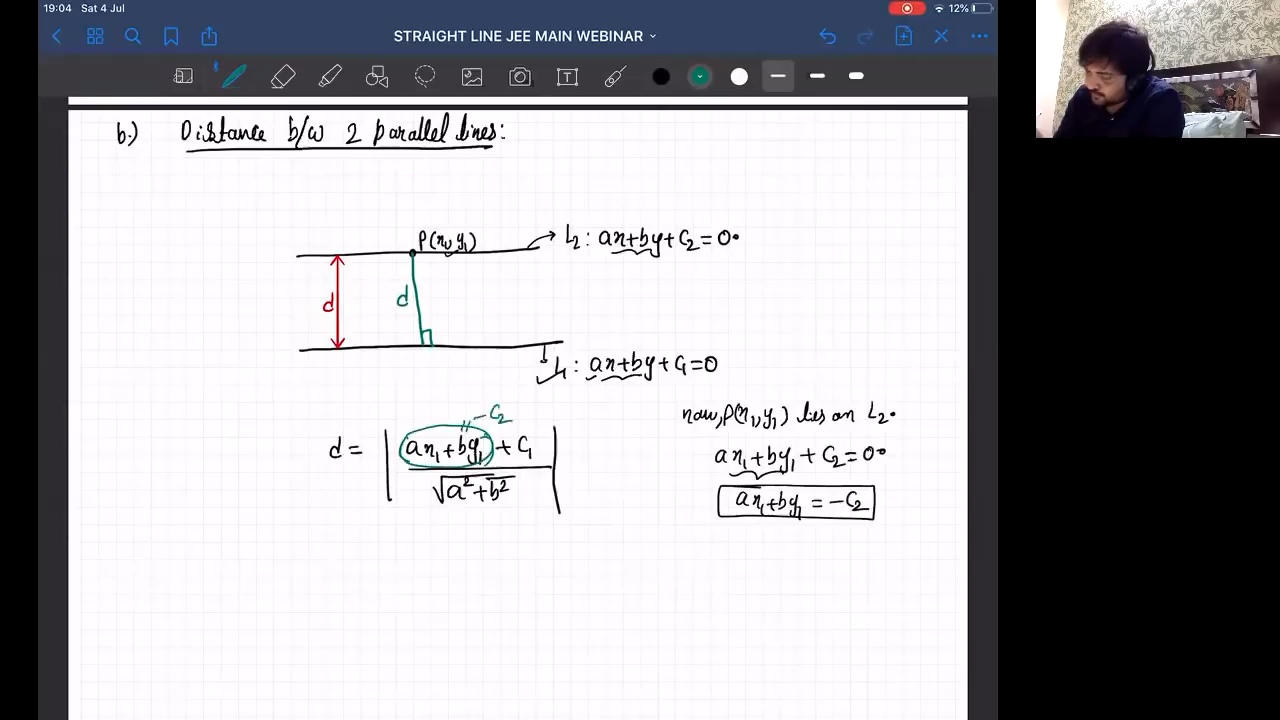 19:04 Sat 4 Jul
12%
STRAIGHT LINE JEE MAIN WEBINAR
T
b.) Distance b/w 2 parallel lines:
P(x₁,y₁)
L₂ : ax+by+C₂=0
d
d
L₁ : ax+by+C₁=0
now, P(x₁,y₁) lies on L₂.
-C₂
d = | ax₁+by₁ + C₁ / √a²+b² |
ax₁+by₁ + C₂=0
ax₁+by₁ = -C₂